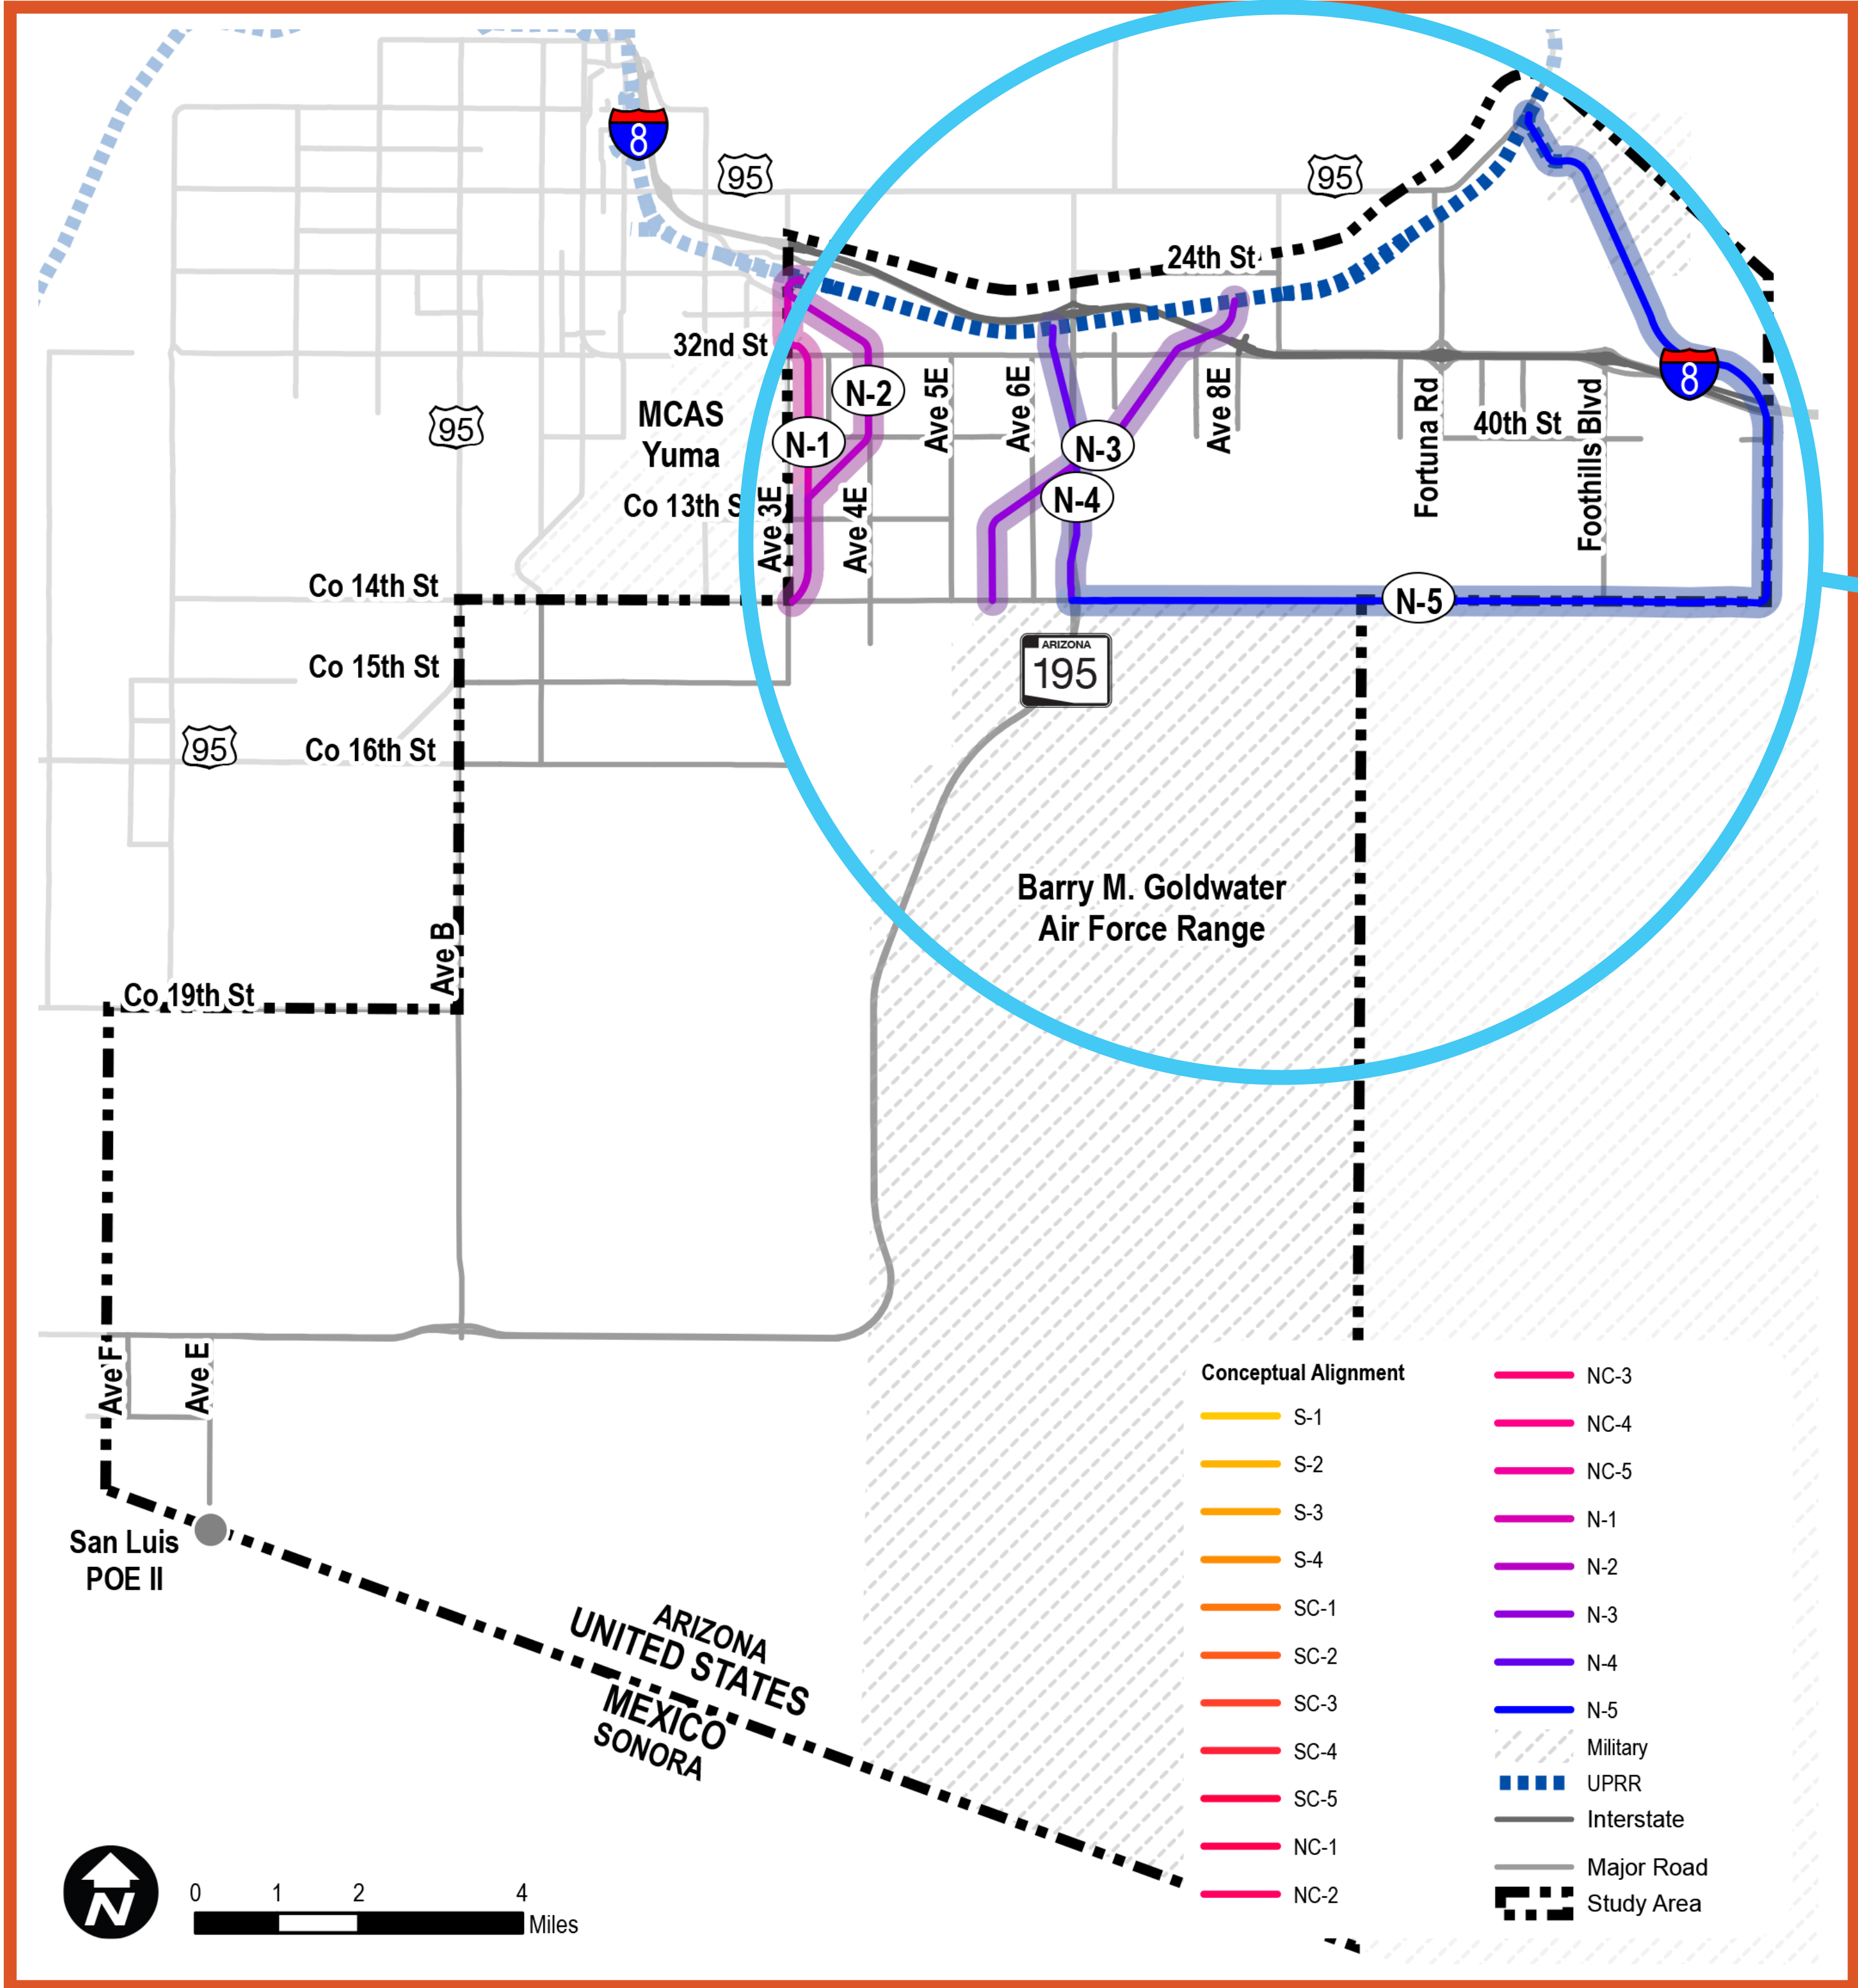 8
95
95
24th St
32nd St
8
N-2
MCAS
Yuma
95
N-1
Ave 5E
Ave 6E
Ave 8E
Fortuna Rd
40th St
Foothills Blvd
N-3
N-4
Co 13th S
Ave 3E
Ave 4E
Co 14th St
N-5
ARIZONA
195
Co 15th St
95
Co 16th St
Barry M. Goldwater
Air Force Range
Ave B
Co 19th St
Ave F
Ave E
San Luis
POE II
ARIZONA
UNITED STATES
MEXICO
SONORA
Conceptual Alignment
S-1
S-2
S-3
S-4
SC-1
SC-2
SC-3
SC-4
SC-5
NC-1
NC-2
NC-3
NC-4
NC-5
N-1
N-2
N-3
N-4
N-5
Military
UPRR
Interstate
Major Road
Study Area
N
0 1 2 4
Miles